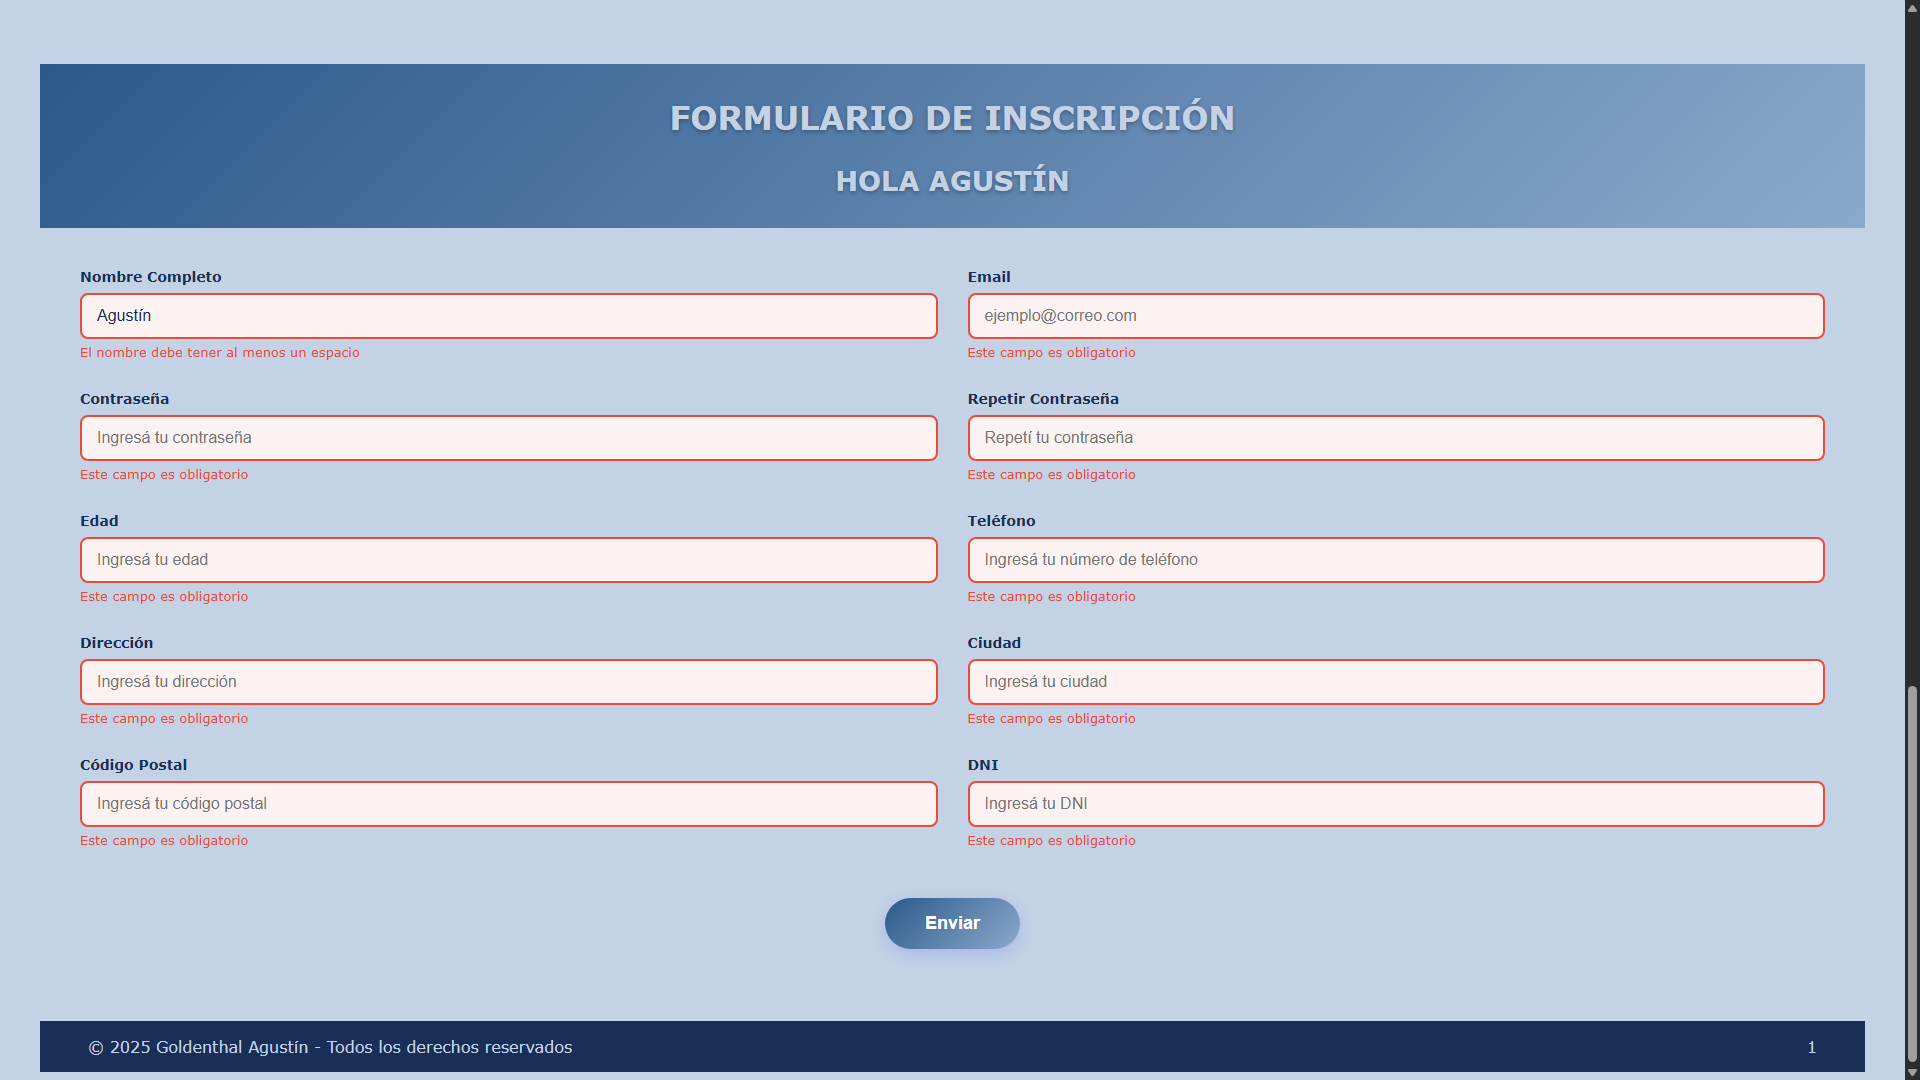 FORMULARIO DE INSCRIPCIÓN
HOLA AGUSTÍN
Nombre Completo
Agustín
El nombre debe tener al menos un espacio
Email
ejemplo@correo.com
Este campo es obligatorio
Contraseña
Ingresá tu contraseña
Este campo es obligatorio
Repetir Contraseña
Repetí tu contraseña
Este campo es obligatorio
Edad
Ingresá tu edad
Este campo es obligatorio
Teléfono
Ingresá tu número de teléfono
Este campo es obligatorio
Dirección
Ingresá tu dirección
Este campo es obligatorio
Ciudad
Ingresá tu ciudad
Este campo es obligatorio
Código Postal
Ingresá tu código postal
Este campo es obligatorio
DNI
Ingresá tu DNI
Este campo es obligatorio
Enviar
© 2025 Goldenthal Agustín - Todos los derechos reservados
1